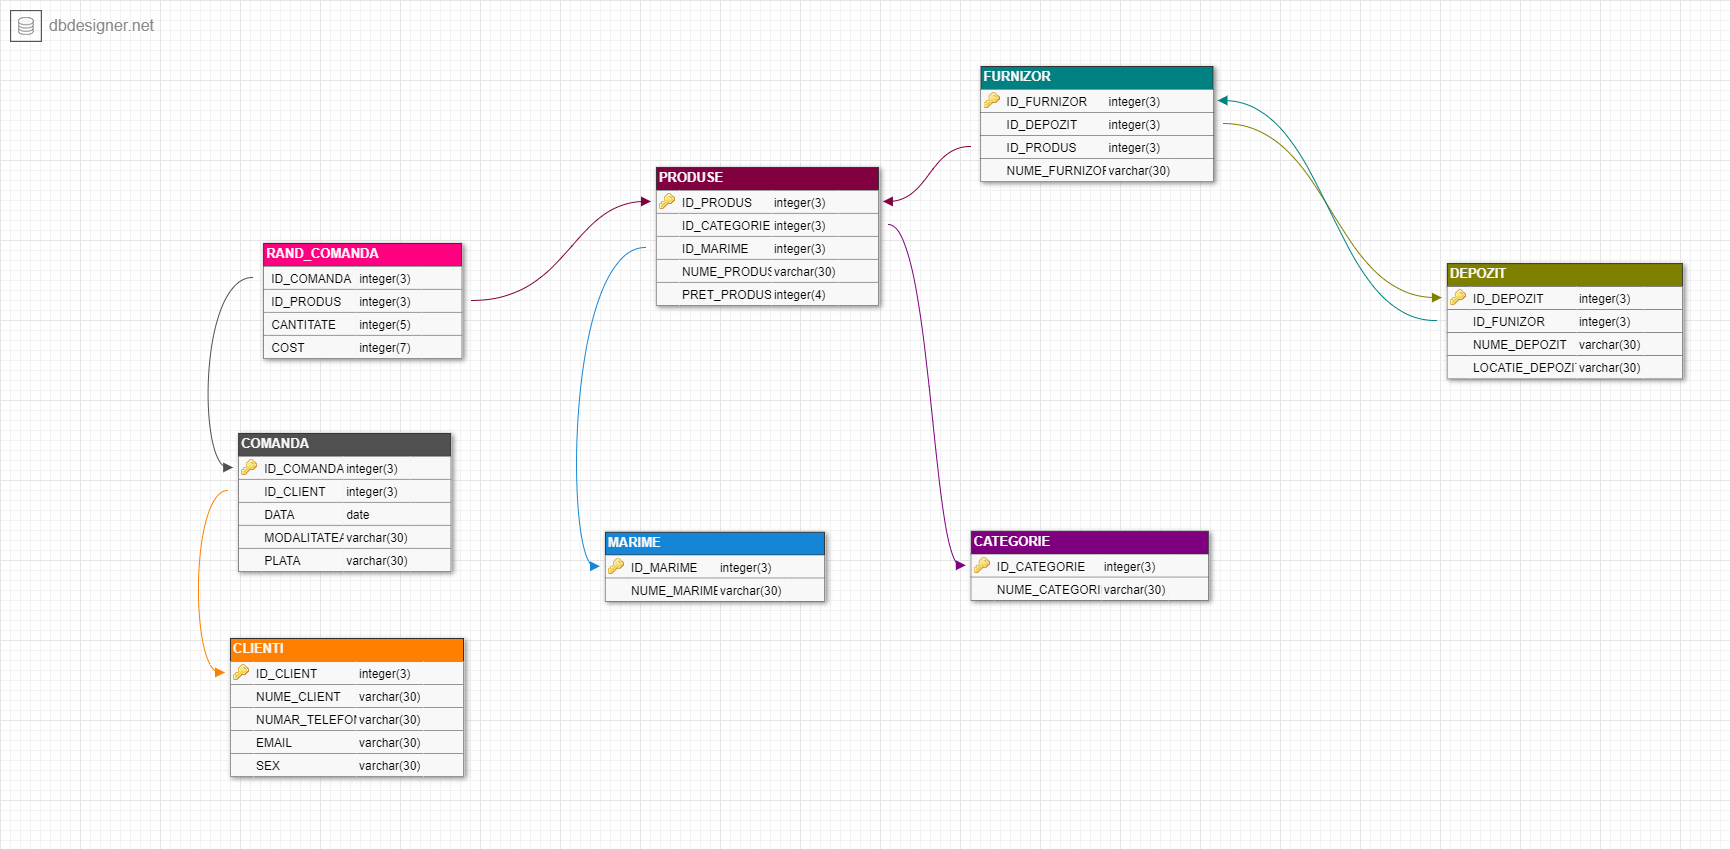 dbdesigner.net
FURNIZOR
ID_FURNIZOR integer(3)
ID_DEPOZIT integer(3)
ID_PRODUS integer(3)
NUME_FURNIZOF varchar(30)
PRODUSE
ID_PRODUS integer(3)
ID_CATEGORIE integer(3)
ID_MARIME integer(3)
NUME_PRODUS varchar(30)
PRET_PRODUS integer(4)
RAND_COMANDA
ID_COMANDA integer(3)
ID_PRODUS integer(3)
CANTITATE integer(5)
COST integer(7)
DEPOZIT
ID_DEPOZIT integer(3)
ID_FUNIZOR integer(3)
NUME_DEPOZIT varchar(30)
LOCATIE_DEPOZI varchar(30)
COMANDA
ID_COMANDA integer(3)
ID_CLIENT integer(3)
DATA date
MODALITATEA varchar(30)
PLATA varchar(30)
MARIME
ID_MARIME integer(3)
NUME_MARIME varchar(30)
CATEGORIE
ID_CATEGORIE integer(3)
NUME_CATEGORI varchar(30)
CLIENTI
ID_CLIENT integer(3)
NUME_CLIENT varchar(30)
NUMAR_TELEFON varchar(30)
EMAIL varchar(30)
SEX varchar(30)